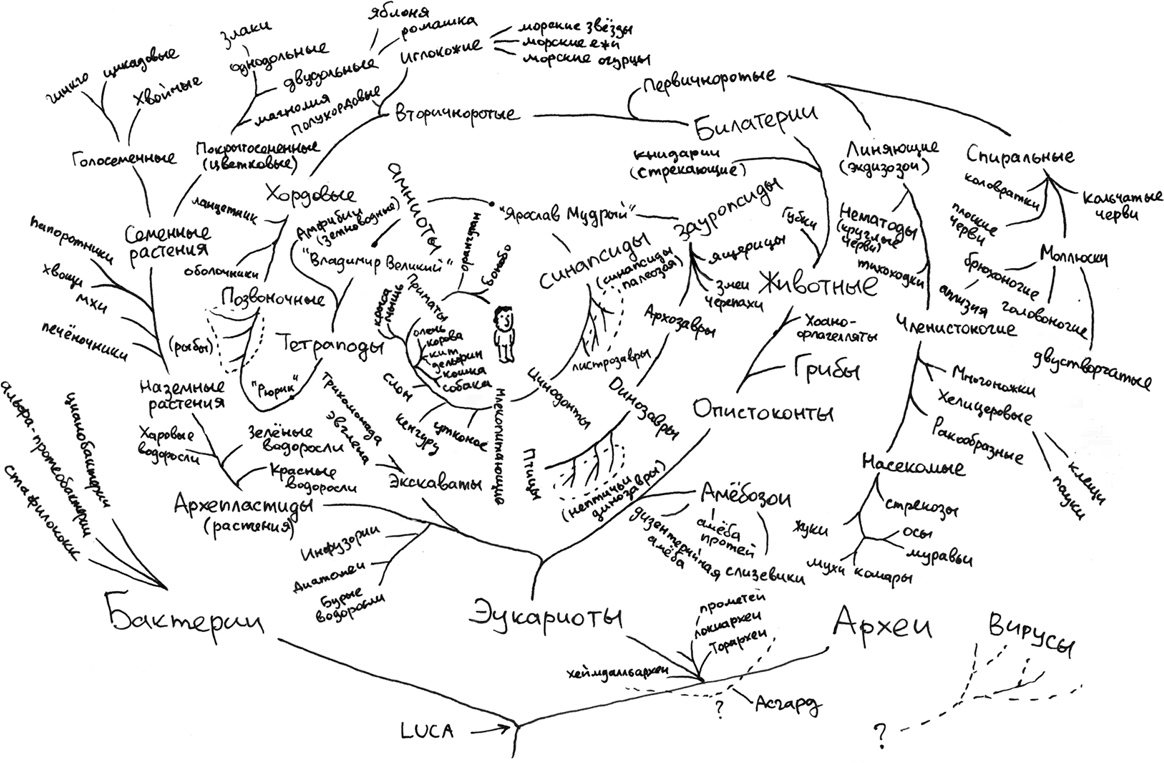 яблоня
ромашка
Злаки
однодольные
двудольные
магнолия
полухордовые
Иглокожие
морские звёзды
морские ежи
морские огурцы
гинкго
цикадовые
хвойные
Голосеменные
Покрытосеменные
(цветковые)
Вторичноротые
Первичноротые
Билатерии
книдарии
(стрекающие)
Линяющие
(экдизозои)
Спиральные
коловратки
плоские
черви
Кольчатые
черви
Нематоды
(круглые
черви)
тихоходки
Моллюски
брюхоногие
аплизия
головоногие
двустворчатые
Хордовые
ланцетник
оболочники
Амфибии
(земноводные)
амниоты
"Ярослав Мудрый"
"Владимир Великий"
Зауропсиды
ящерицы
змеи
черепахи
губки
Животные
Хоано-
флагелляты
Грибы
Опистоконты
Членистоногие
Многоножки
Хелицеровые
Ракообразные
клещи
пауки
Насекомые
стрекозы
осы
муравьи
жуки
мухи
комары
Семенные
растения
папоротники
хвощи
мхи
печёночники
Позвоночные
(рыбы)
"Рюрик"
Тетраподы
Приматы
орангутан
бонобо
крыса
мышь
олень
корова
кит
дельфин
кошка
собака
слон
кенгуру
утконос
Млекопитающие
Цинодонты
Синапсиды
(синапсиды
палеозоя)
листрозавры
Архозавры
Динозавры
Птицы
(нептичьи
динозавры)
Наземные
растения
Харовые
водоросли
Зелёные
водоросли
Красные
водоросли
Архепластиды
(растения)
Трихомонада
Эвглена
Экскаваты
Инфузории
Диатомеи
Бурые
водоросли
Амёбозои
амёба
протей
дизентерийная
амёба
слизевики
цианобактерии
альфа-протеобактерии
стафилококк
Бактерии
Эукариоты
Археи
Вирусы
прометей
локиархеи
Торархеи
хеймдалльархеи
?
Асгард
LUCA
?